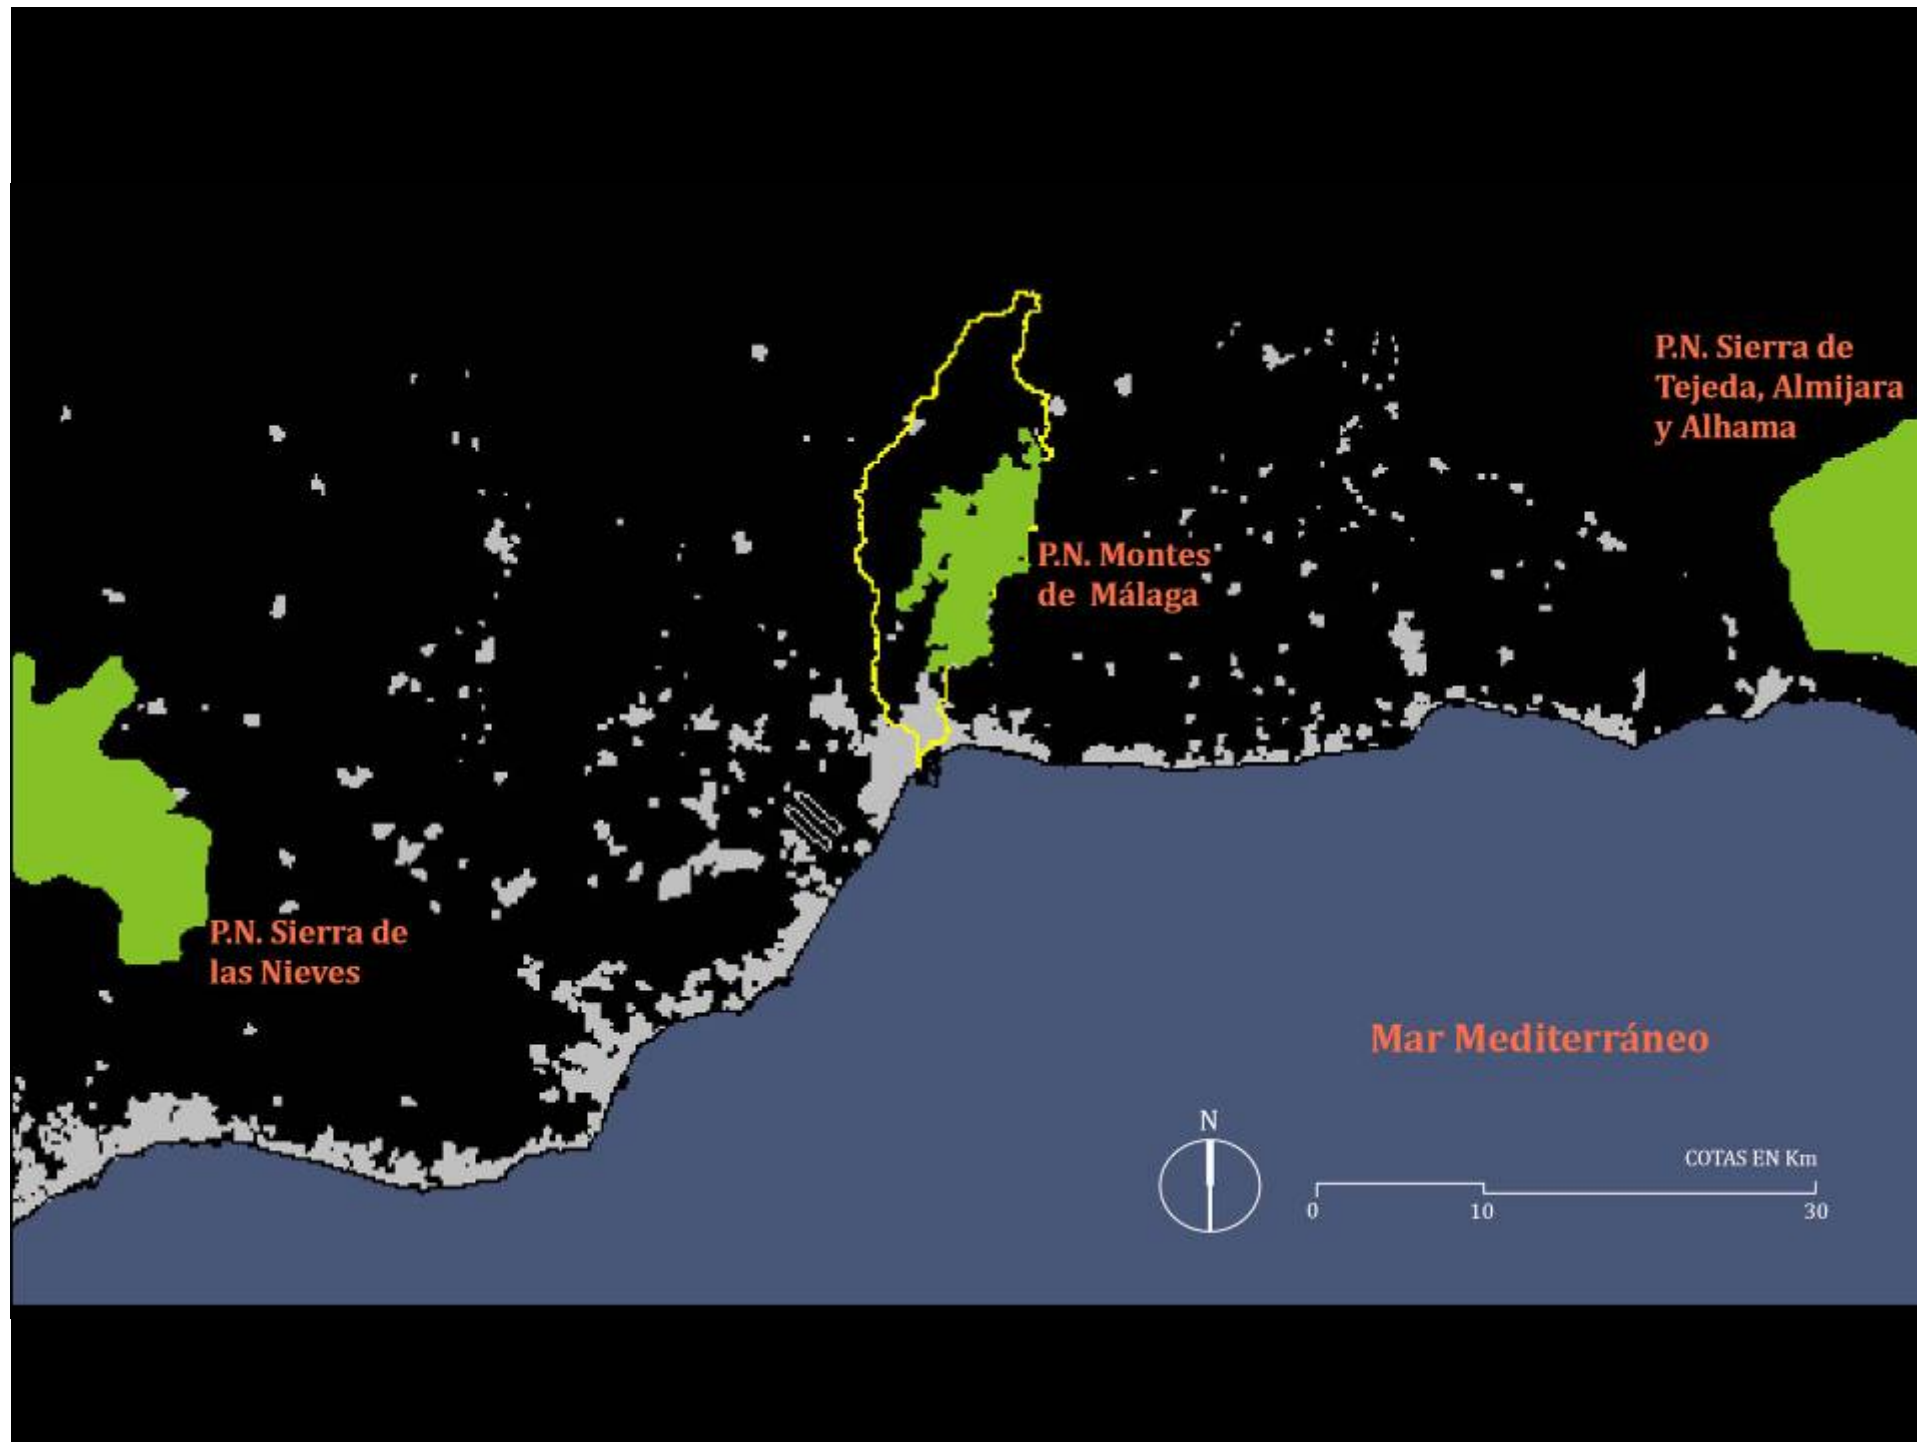 P.N. Sierra de
Tejeda, Almijara
y Alhama
P.N. Montes
de Málaga
P.N. Sierra de
las Nieves
Mar Mediterráneo
N
COTAS EN Km
0
10
30